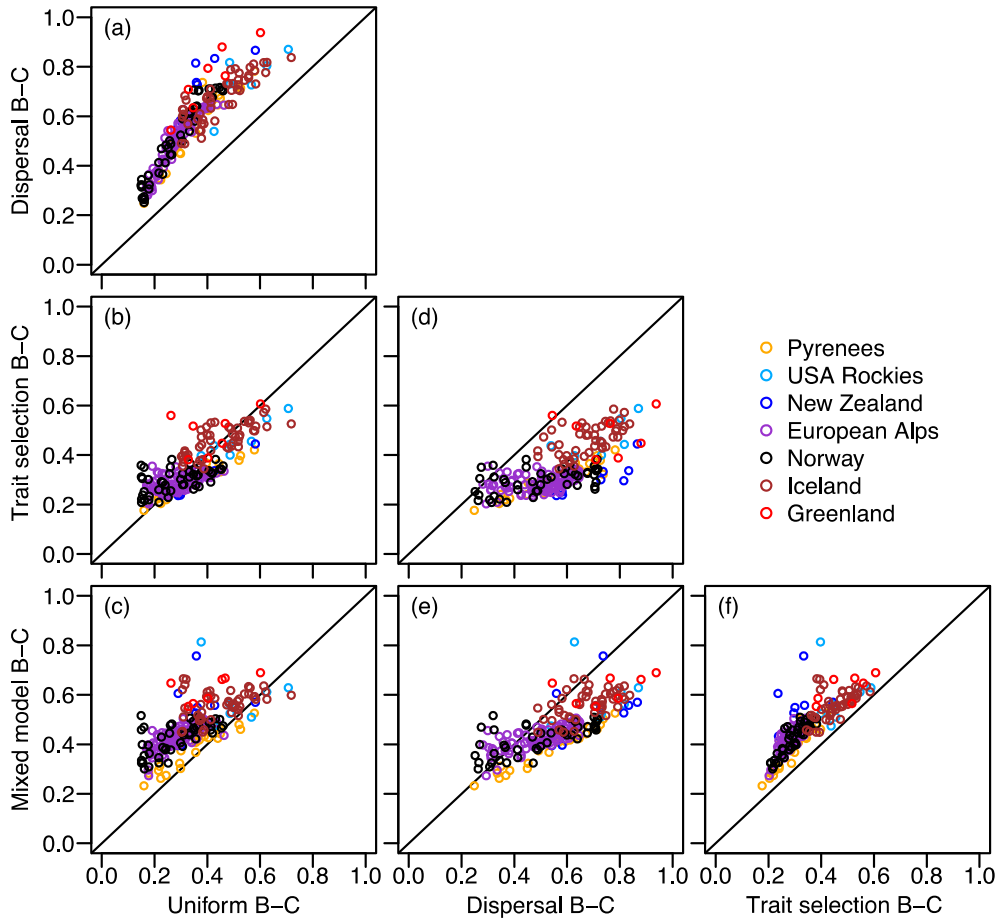 (a)
1.0
0.8
0.6
0.4
0.2
0.0
Dispersal B−C
(b)
1.0
0.8
0.6
0.4
0.2
0.0
Trait selection B−C
(d)
Pyrenees
USA Rockies
New Zealand
European Alps
Norway
Iceland
Greenland
(c)
1.0
0.8
0.6
0.4
0.2
0.0
Mixed model B−C
(e)
(f)
0.0 0.2 0.4 0.6 0.8 1.0
0.0 0.2 0.4 0.6 0.8 1.0
0.0 0.2 0.4 0.6 0.8 1.0
Uniform B−C
Dispersal B−C
Trait selection B−C